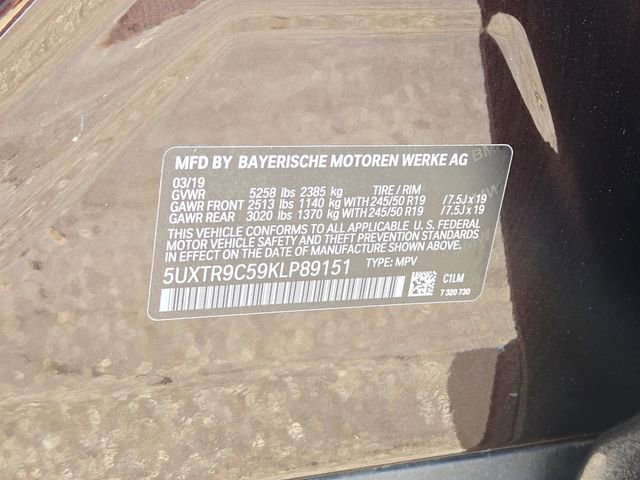 MFD BY BAYERISCHE MOTOREN WERKE AG
03/19
GVWR 5258 lbs 2385 kg TIRE / RIM
GAWR FRONT 2513 lbs 1140 kg WITH 245/50 R19 /7.5J x 19
GAWR REAR 3020 lbs 1370 kg WITH 245/50 R19 /7.5J x 19
THIS VEHICLE CONFORMS TO ALL APPLICABLE U. S. FEDERAL
MOTOR VEHICLE SAFETY AND THEFT PREVENTION STANDARDS
IN EFFECT ON THE DATE OF MANUFACTURE SHOWN ABOVE.
5UXTR9C59KLP89151 TYPE: MPV
C1LM
7 320 730